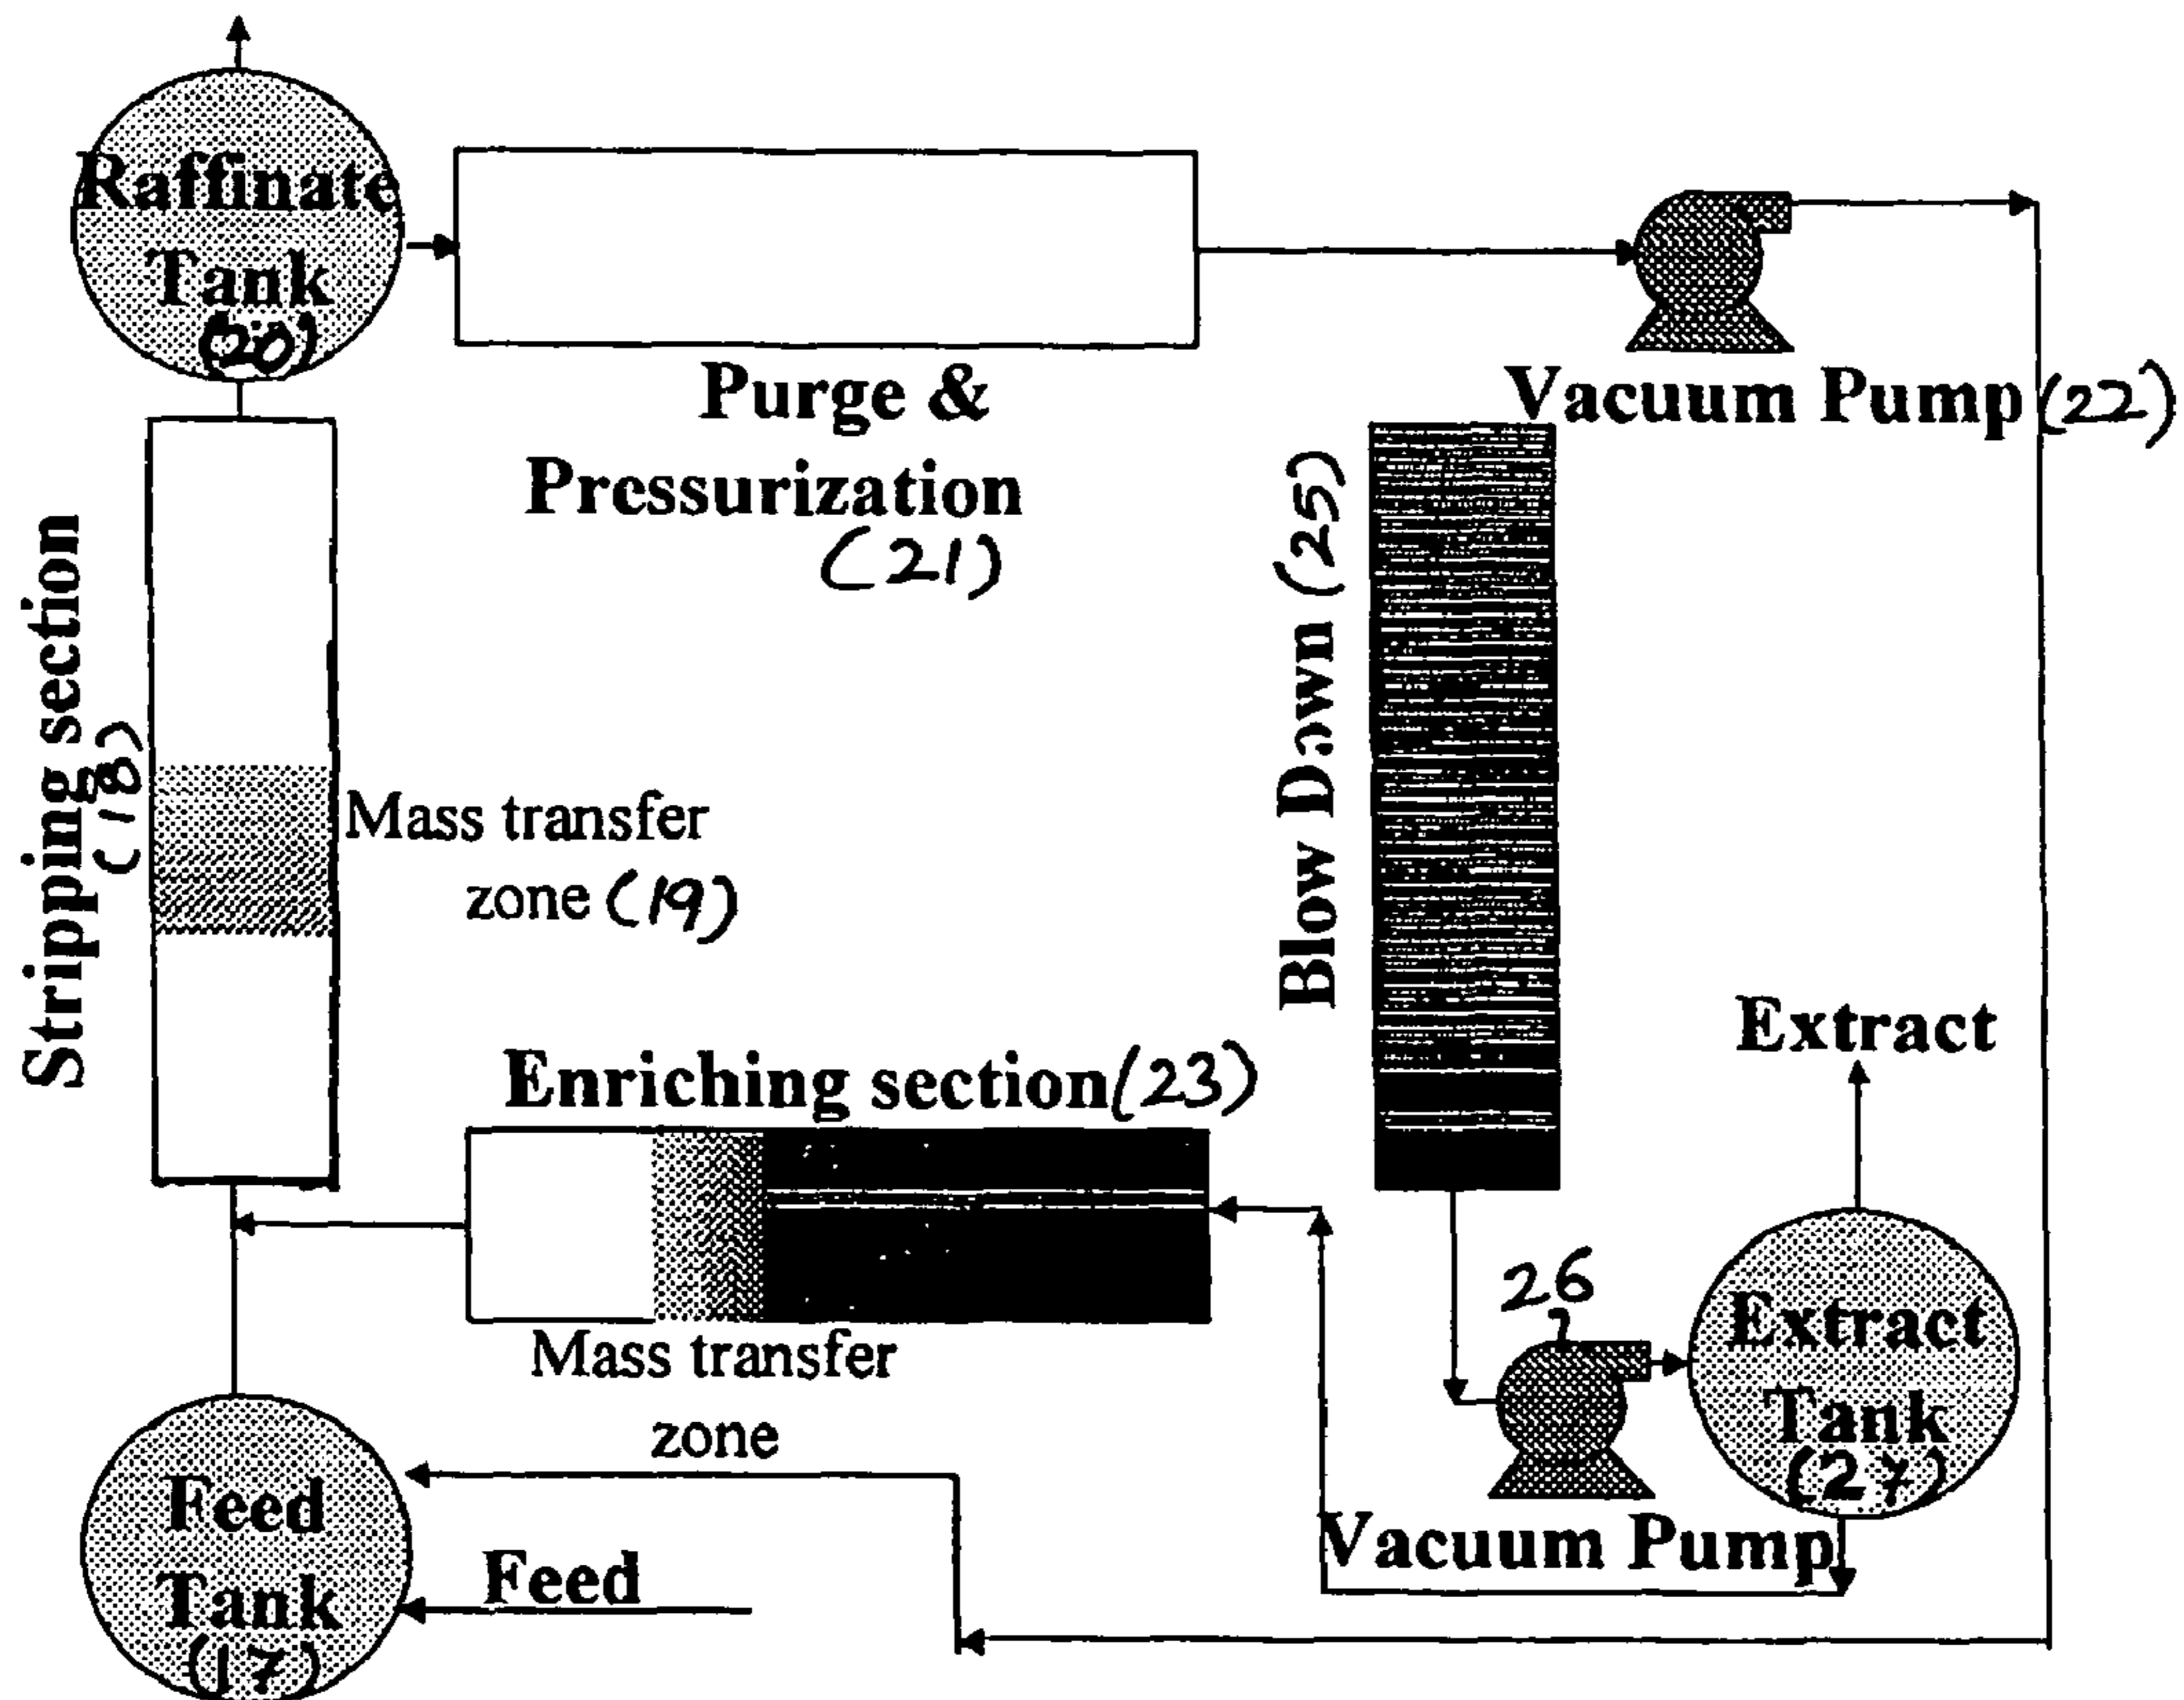 Raffinate
Tank
(20)
Purge &
Pressurization
(21)
Vacuum Pump (22)
Stripping section
(18)
Mass transfer
zone (19)
Blow Down (25)
Enriching section (23)
Mass transfer
zone
Extract
26
Extract
Tank
(27)
Vacuum Pump
Feed
Tank
(17)
Feed